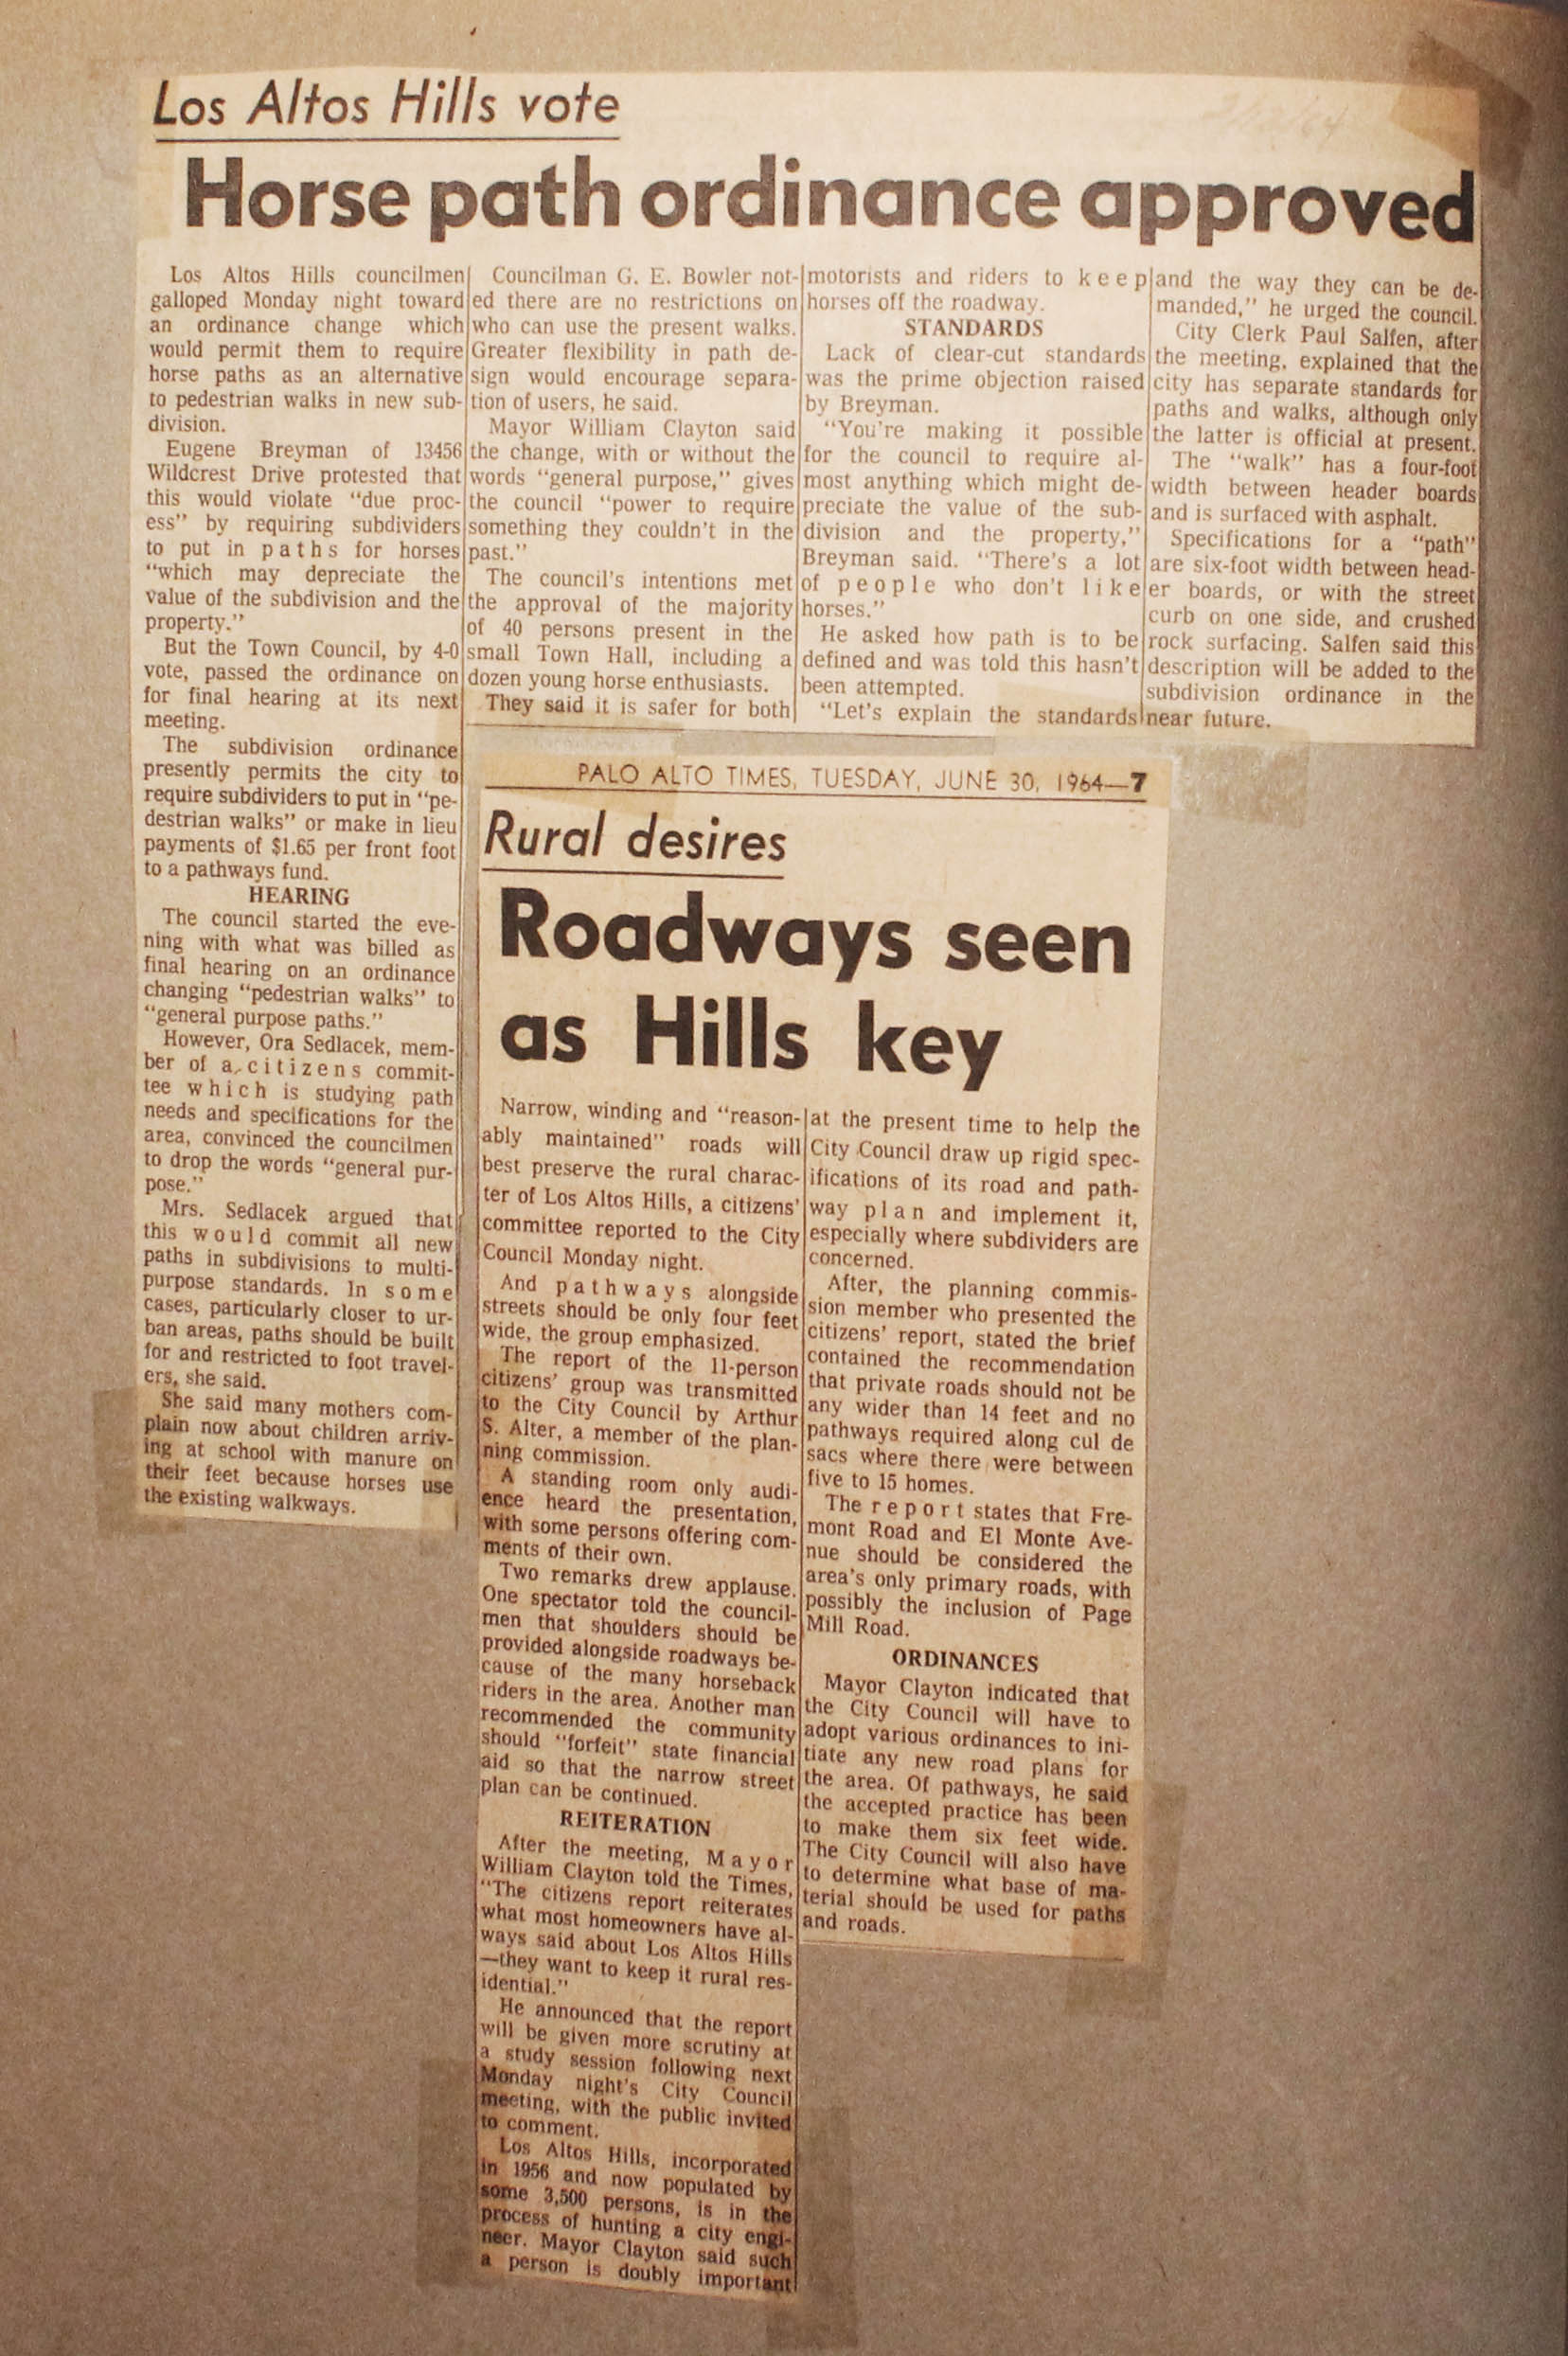 Los Altos Hills vote
Horse path ordinance approved
Los Altos Hills councilmen
galloped Monday night toward
an ordinance change which
would permit them to require
horse paths as an alternative
to pedestrian walks in new sub-
division.
Eugene Breyman of 13456
Wildcrest Drive protested that
this would violate "due proc-
ess" by requiring subdividers
to put in paths for horses
"which may depreciate the
value of the subdivision and the
property."
But the Town Council, by 4-0
vote, passed the ordinance on
for final hearing at its next
meeting.
The subdivision ordinance
presently permits the city to
require subdividers to put in "pe-
destrian walks" or make in lieu
payments of $1.65 per front foot
to a pathways fund.
HEARING
The council started the eve-
ning with what was billed as
final hearing on an ordinance
changing "pedestrian walks" to
"general purpose paths."
However, Ora Sedlacek, mem-
ber of a citizens commit-
tee which is studying path
needs and specifications for the
area, convinced the councilmen
to drop the words "general pur-
pose."
Mrs. Sedlacek argued that
this would commit all new
paths in subdivisions to multi-
purpose standards. In some
cases, particularly closer to ur-
ban areas, paths should be built
for and restricted to foot travel-
ers, she said.
She said many mothers com-
plain now about children arriv-
ing at school with manure on
their feet because horses use
the existing walkways.
Councilman G. E. Bowler not-
ed there are no restrictions on
who can use the present walks.
Greater flexibility in path de-
sign would encourage separa-
tion of users, he said.
Mayor William Clayton said
the change, with or without the
words "general purpose," gives
the council "power to require
something they couldn't in the
past."
The council's intentions met
the approval of the majority
of 40 persons present in the
small Town Hall, including a
dozen young horse enthusiasts.
They said it is safer for both
motorists and riders to keep
horses off the roadway.
STANDARDS
Lack of clear-cut standards
was the prime objection raised
by Breyman.
"You're making it possible
for the council to require al-
most anything which might de-
preciate the value of the sub-
division and the property,"
Breyman said. "There's a lot
of people who don't like
horses."
He asked how path is to be
defined and was told this hasn't
been attempted.
"Let's explain the standards
and the way they can be de-
manded," he urged the council.
City Clerk Paul Salfen, after
the meeting, explained that the
city has separate standards for
paths and walks, although only
the latter is official at present.
The "walk" has a four-foot
width between header boards
and is surfaced with asphalt.
Specifications for a "path"
are six-foot width between head-
er boards, or with the street
curb on one side, and crushed
rock surfacing. Salfen said this
description will be added to the
subdivision ordinance in the
near future.
PALO ALTO TIMES, TUESDAY, JUNE 30, 1964—7
Rural desires
Roadways seen
as Hills key
Narrow, winding and "reason-
ably maintained" roads will
best preserve the rural charac-
ter of Los Altos Hills, a citizens'
committee reported to the City
Council Monday night.
And pathways alongside
streets should be only four feet
wide, the group emphasized.
The report of the 11-person
citizens' group was transmitted
to the City Council by Arthur
S. Alter, a member of the plan-
ning commission.
A standing room only audi-
ence heard the presentation,
with some persons offering com-
ments of their own.
Two remarks drew applause.
One spectator told the council-
men that shoulders should be
provided alongside roadways be-
cause of the many horseback
riders in the area. Another man
recommended the community
should "forfeit" state financial
aid so that the narrow street
plan can be continued.
REITERATION
After the meeting, Mayor
William Clayton told the Times,
"The citizens report reiterates
what most homeowners have al-
ways said about Los Altos Hills
—they want to keep it rural res-
idential."
He announced that the report
will be given more scrutiny at
a study session following next
Monday night's City Council
meeting, with the public invited
to comment.
Los Altos Hills, incorporated
in 1956 and now populated by
some 3,500 persons, is in the
process of hunting a city engi-
neer. Mayor Clayton said such
a person is doubly important
at the present time to help the
City Council draw up rigid spec-
ifications of its road and path-
way plan and implement it,
especially where subdividers are
concerned.
After, the planning commis-
sion member who presented the
citizens' report, stated the brief
contained the recommendation
that private roads should not be
any wider than 14 feet and no
pathways required along cul de
sacs where there were between
five to 15 homes.
The report states that Fre-
mont Road and El Monte Ave-
nue should be considered the
area's only primary roads, with
possibly the inclusion of Page
Mill Road.
ORDINANCES
Mayor Clayton indicated that
the City Council will have to
adopt various ordinances to ini-
tiate any new road plans for
the area. Of pathways, he said
the accepted practice has been
to make them six feet wide.
The City Council will also have
to determine what base of ma-
terial should be used for paths
and roads.